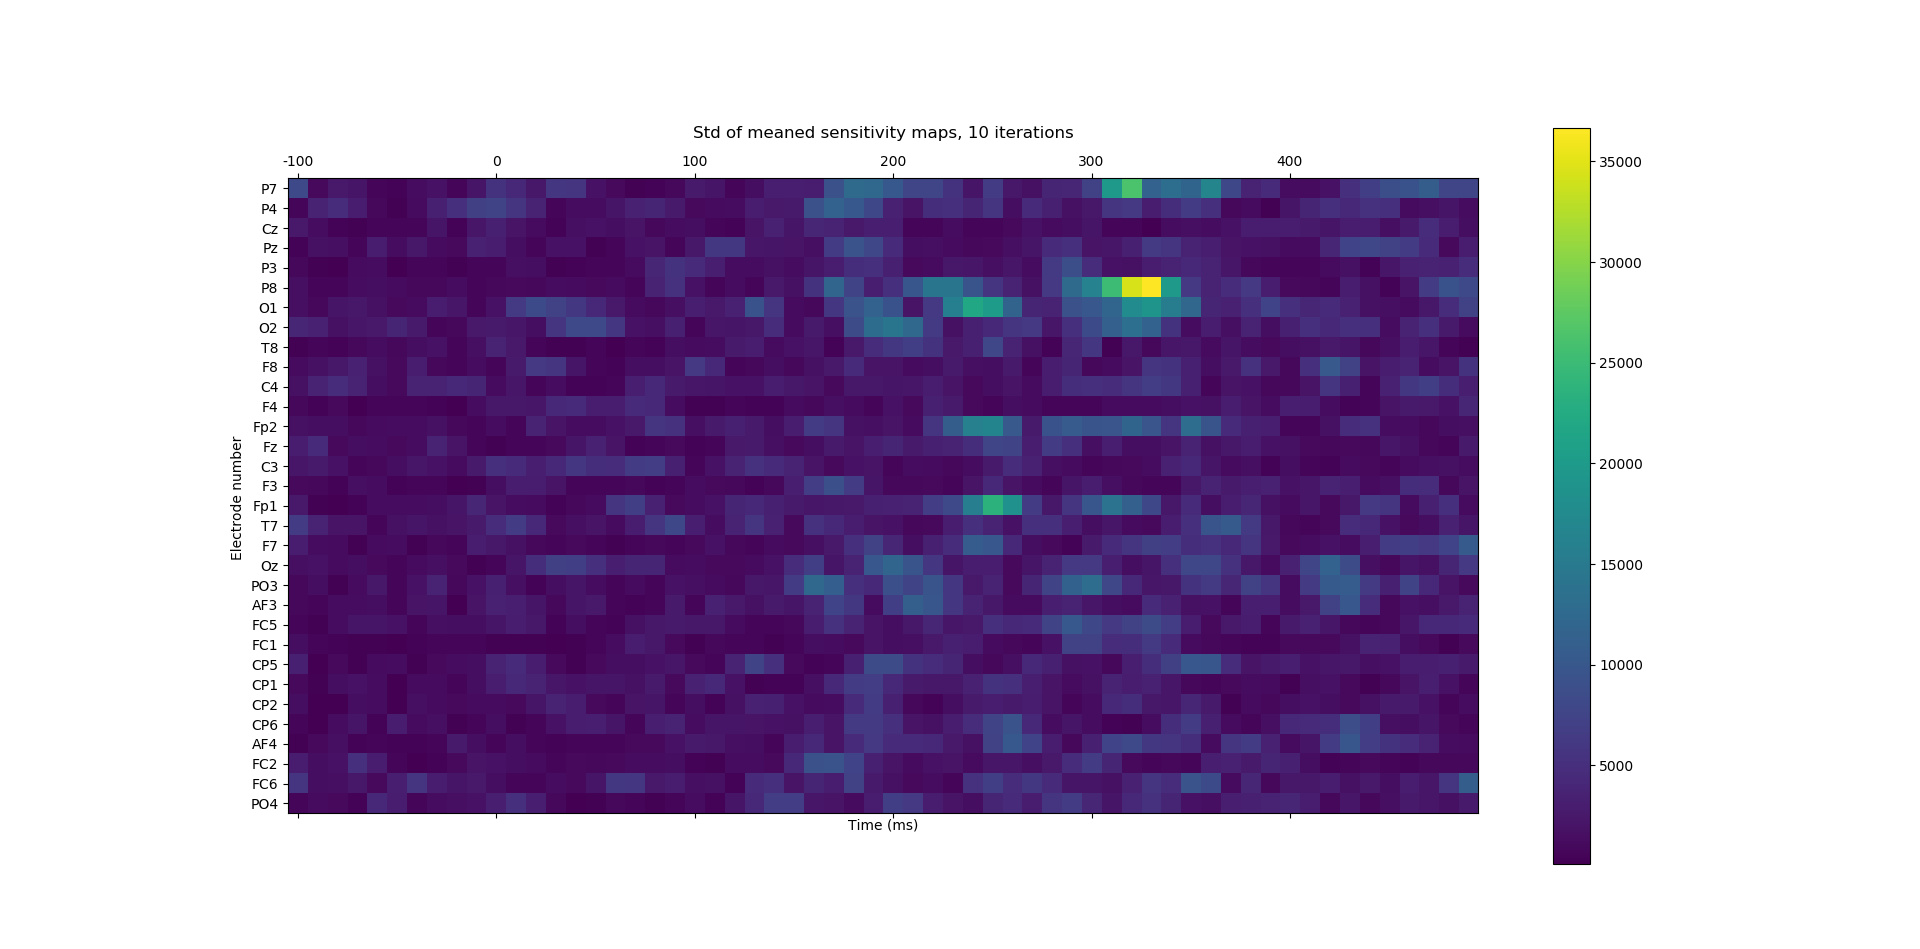 Std of meaned sensitivity maps, 10 iterations
-100 0 100 200 300 400
P7
P4
Cz
Pz
P3
P8
O1
O2
T8
F8
C4
F4
Fp2
Fz
C3
F3
Fp1
T7
F7
Oz
PO3
AF3
FC5
FC1
CP5
CP1
CP2
CP6
AF4
FC2
FC6
PO4
Electrode number
Time (ms)
35000
30000
25000
20000
15000
10000
5000